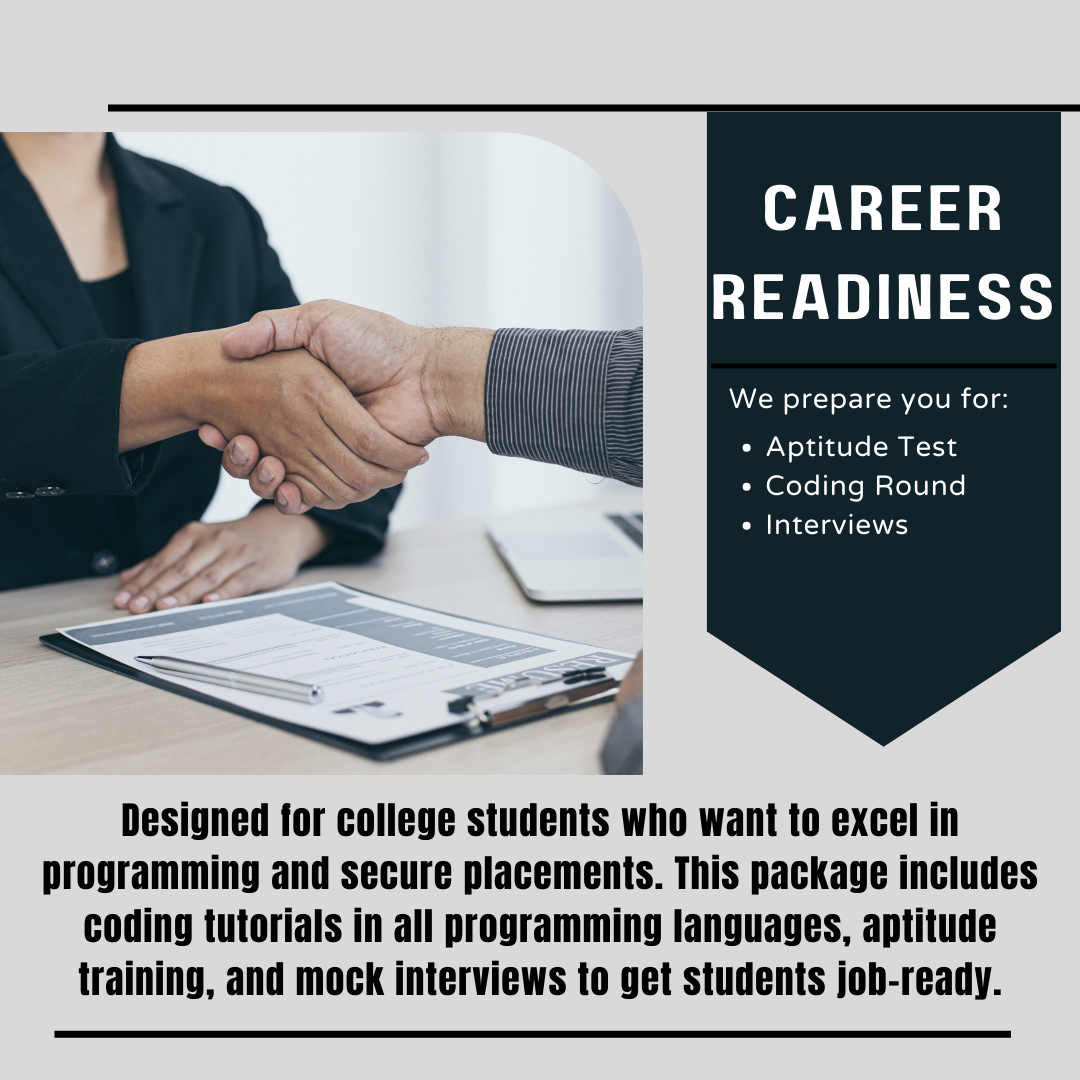 CAREER
READINESS
We prepare you for:
• Aptitude Test
• Coding Round
• Interviews
RESUME
Designed for college students who want to excel in
programming and secure placements. This package includes
coding tutorials in all programming languages, aptitude
training, and mock interviews to get students job-ready.